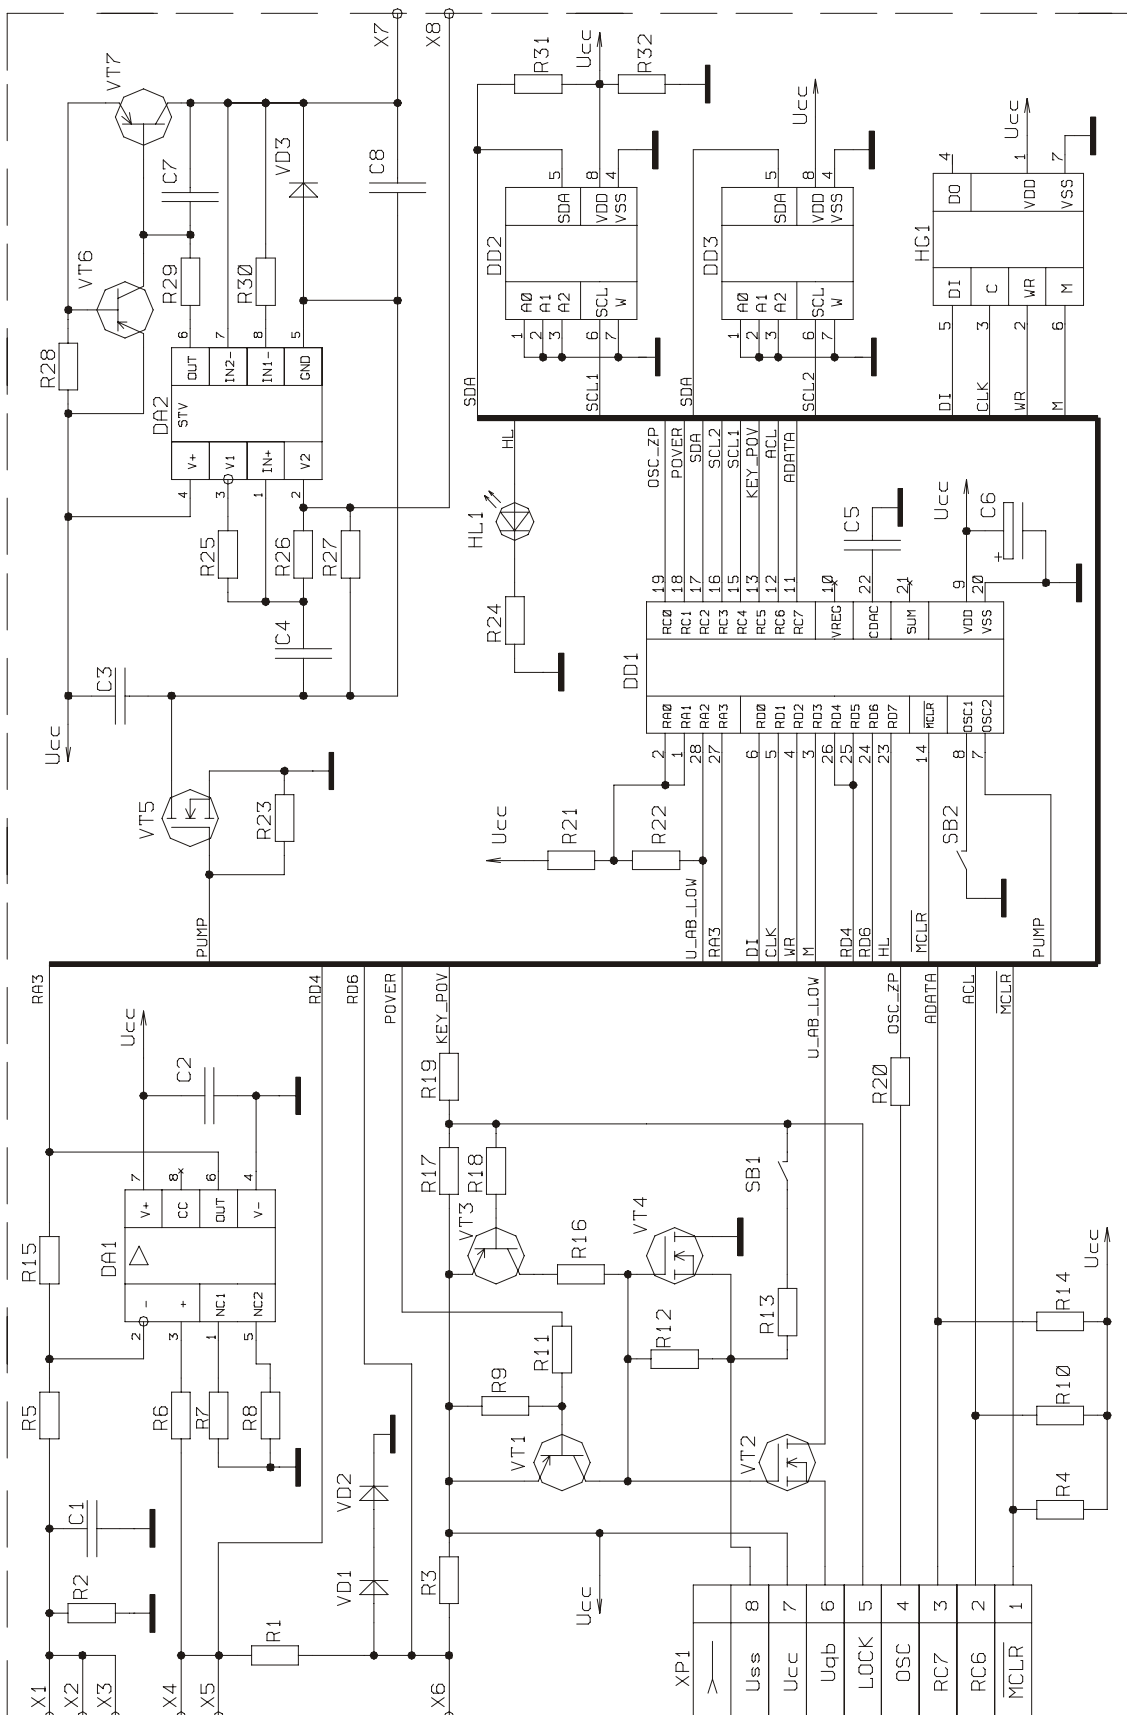 X7
X8
VT7
R31
Ucc
R32
C7
VD3
C8
Ucc
Ucc
5 SDA
8 VDD
4 VSS
DD2
1 A0
2 A1
3 A2
6 SCL
7 W
5 SDA
8 VDD
4 VSS
DD3
1 A0
2 A1
3 A2
6 SCL
7 W
4 DO
1 VDD
7 VSS
HG1
5 DI
3 C
2 WR
6 M
VT6
R29
R30
R28
6 OUT
7 IN2-
8 IN1-
5 GND
DA2
STV
4 V+
3 V1
1 IN+
2 V2
SDA
SCL1
SDA
SCL2
DI
CLK
WR
M
HL
OSC_ZP
POVER
SDA
SCL2
SCL1
KEY_POV
ACL
ADATA
HL1
R24
R25
R26
R27
C4
C3
Ucc
C5
Ucc
C6
+
19 RC0
18 RC1
17 RC2
16 RC3
15 RC4
13 RC5
12 RC6
11 RC7
10 VREG
22 CDAC
21 SUM
9 VDD
20 VSS
DD1
2 RA0
1 RA1
28 RA2
27 RA3
6 RD0
5 RD1
4 RD2
3 RD3
26 RD4
25 RD5
24 RD6
23 RD7
14 MCLR
8 OSC1
7 OSC2
VT5
R23
Ucc
R21
R22
SB2
PUMP
U_AB_LOW
RA3
DI
CLK
WR
M
RD4
RD6
HL
MCLR
PUMP
RA3
RD4
RD6
POVER
KEY_POV
U_AB_LOW
OSC_ZP
ADATA
ACL
MCLR
Ucc
C2
R19
R20
7 V+
8 CC
6 OUT
4 V-
DA1
2 -
3 +
1 NC1
5 NC2
R15
R17
R18
SB1
VT3
R16
VT4
R13
R12
R11
R9
VT1
VT2
R14
Ucc
R10
R4
R5
R6
R7
R8
C1
R2
VD2
VD1
R1
R3
Ucc
X1
X2
X3
X4
X5
X6
XP1
Uss 8
Ucc 7
Uqb 6
LOCK 5
OSC 4
RC7 3
RC6 2
MCLR 1